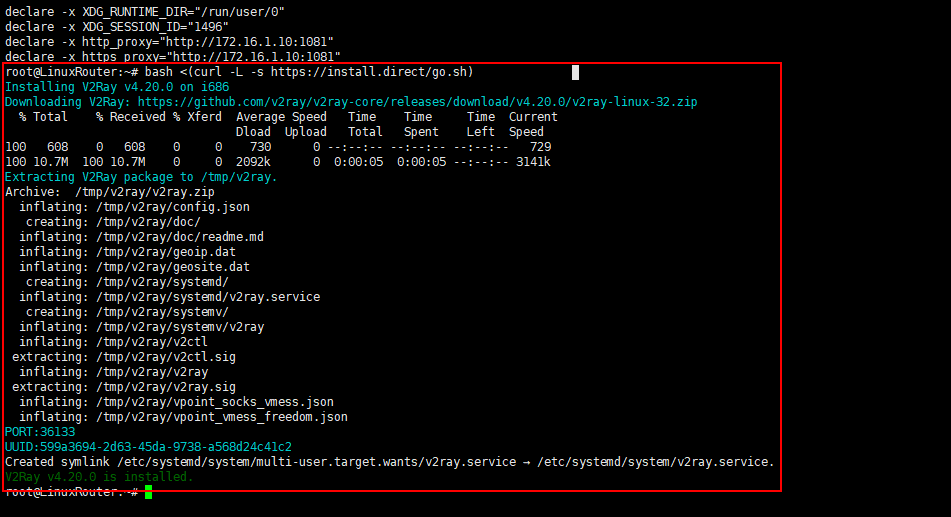 declare -x XDG_RUNTIME_DIR="/run/user/0"
declare -x XDG_SESSION_ID="1496"
declare -x http_proxy="http://172.16.1.10:1081"
declare -x https_proxy="http://172.16.1.10:1081"
root@LinuxRouter:~# bash <(curl -L -s https://install.direct/go.sh)
Installing V2Ray v4.20.0 on i686
Downloading V2Ray: https://github.com/v2ray/v2ray-core/releases/download/v4.20.0/v2ray-linux-32.zip
  % Total    % Received % Xferd  Average Speed   Time    Time     Time  Current
                                 Dload  Upload   Total   Spent    Left  Speed
100   608    0   608    0     0    730      0 --:--:-- --:--:-- --:--:--   729
100 10.7M  100 10.7M    0     0  2092k      0  0:00:05  0:00:05 --:--:-- 3141k
Extracting V2Ray package to /tmp/v2ray.
Archive:  /tmp/v2ray/v2ray.zip
  inflating: /tmp/v2ray/config.json
   creating: /tmp/v2ray/doc/
  inflating: /tmp/v2ray/doc/readme.md
  inflating: /tmp/v2ray/geoip.dat
  inflating: /tmp/v2ray/geosite.dat
   creating: /tmp/v2ray/systemd/
  inflating: /tmp/v2ray/systemd/v2ray.service
   creating: /tmp/v2ray/systemv/
  inflating: /tmp/v2ray/systemv/v2ray
  inflating: /tmp/v2ray/v2ctl
 extracting: /tmp/v2ray/v2ctl.sig
  inflating: /tmp/v2ray/v2ray
 extracting: /tmp/v2ray/v2ray.sig
  inflating: /tmp/v2ray/vpoint_socks_vmess.json
  inflating: /tmp/v2ray/vpoint_vmess_freedom.json
PORT:36133
UUID:599a3694-2d63-45da-9738-a568d24c41c2
Created symlink /etc/systemd/system/multi-user.target.wants/v2ray.service → /etc/systemd/system/v2ray.service.
V2Ray v4.20.0 is installed.
root@LinuxRouter:~#